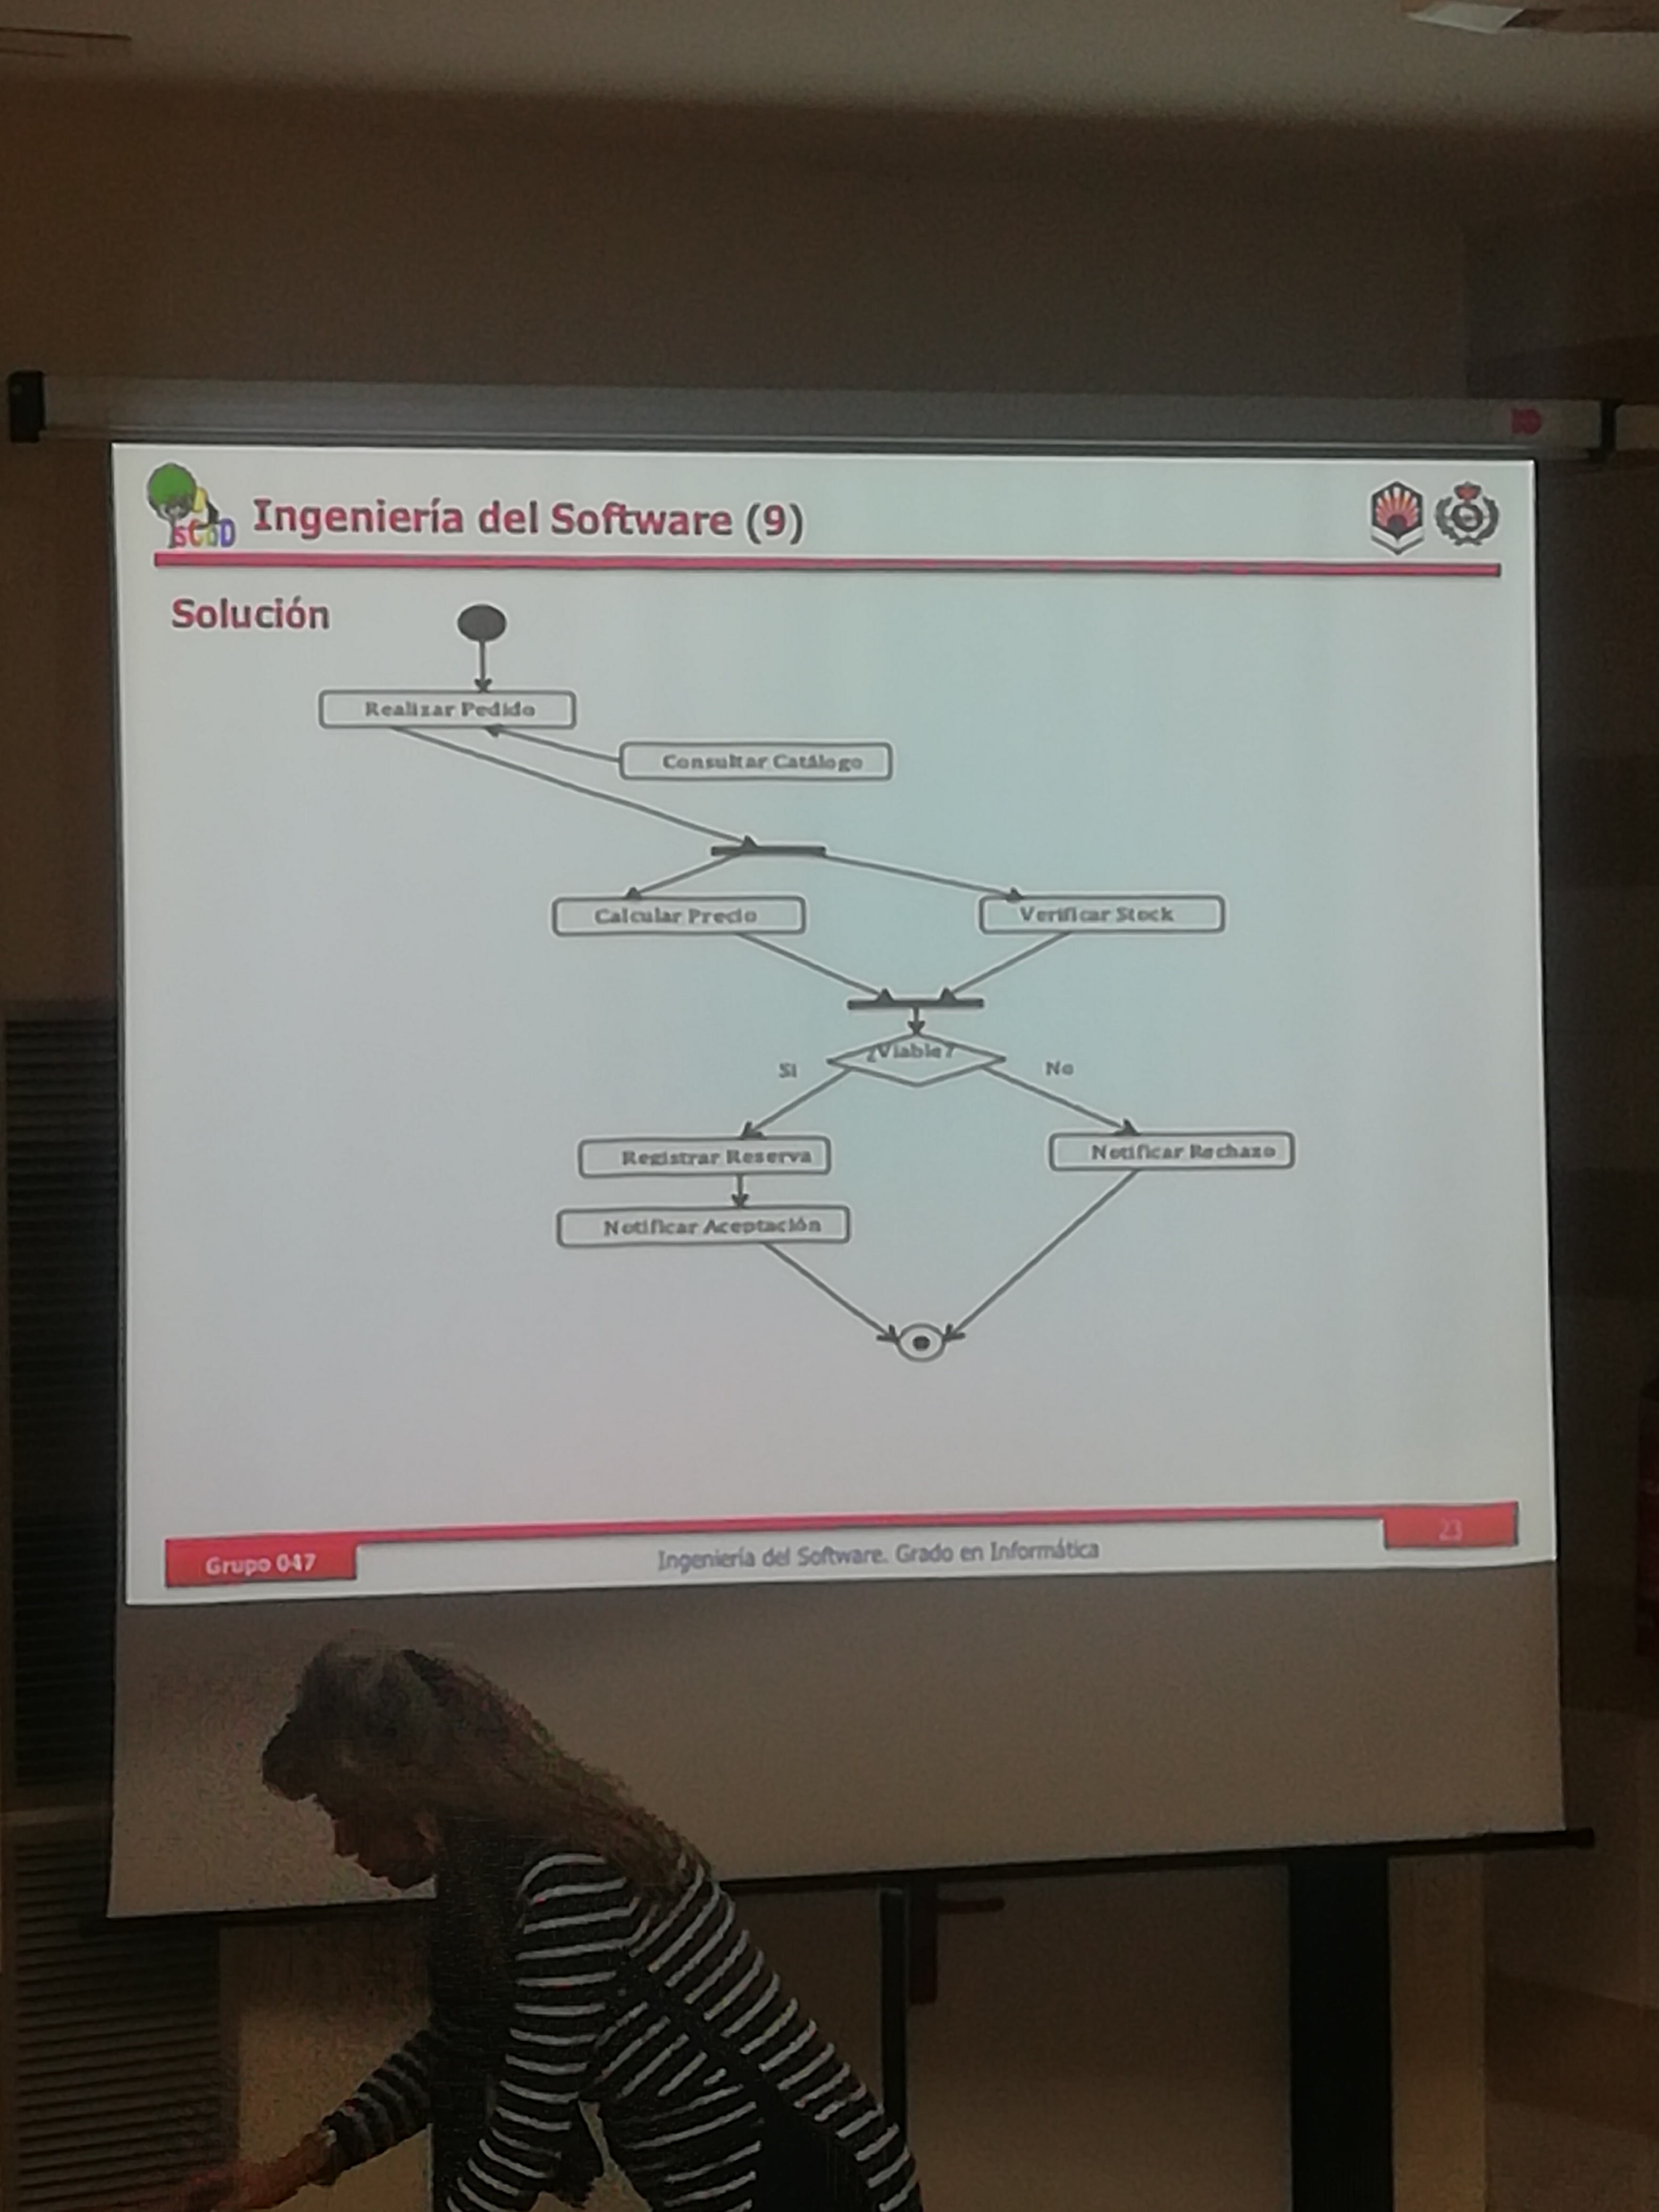 Ingeniería del Software (9)
Solución
Realizar Pedido
Consultar Catálogo
Calcular Precio
Verificar Stock
¿Viable?
Si
No
Registrar Reserva
Notificar Rechazo
Notificar Aceptación
Grupo 047
Ingeniería del Software. Grado en Informática
23